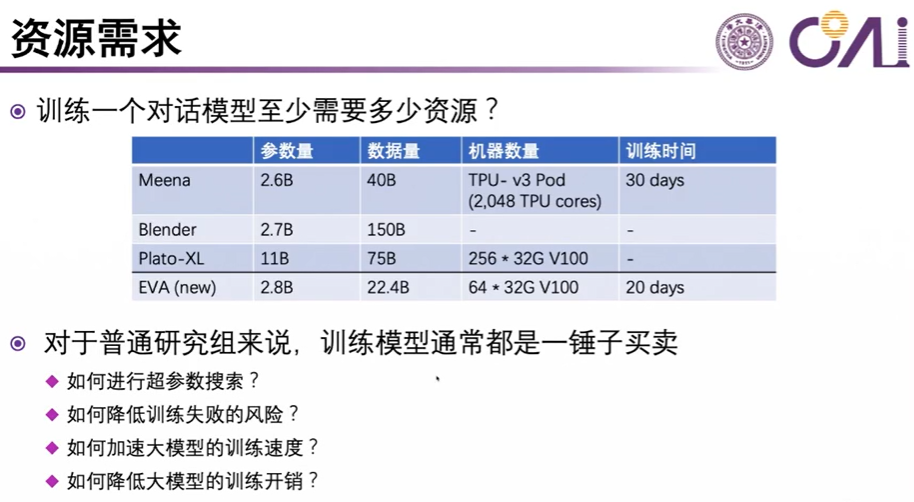 资源需求
COAI
训练一个对话模型至少需要多少资源？
参数量 数据量 机器数量 训练时间
Meena 2.6B 40B TPU- v3 Pod 30 days
(2,048 TPU cores)
Blender 2.7B 150B - -
Plato-XL 11B 75B 256 * 32G V100 -
EVA (new) 2.8B 22.4B 64 * 32G V100 20 days
对于普通研究组来说，训练模型通常都是一锤子买卖
如何进行超参数搜索？
如何降低训练失败的风险？
如何加速大模型的训练速度？
如何降低大模型的训练开销？